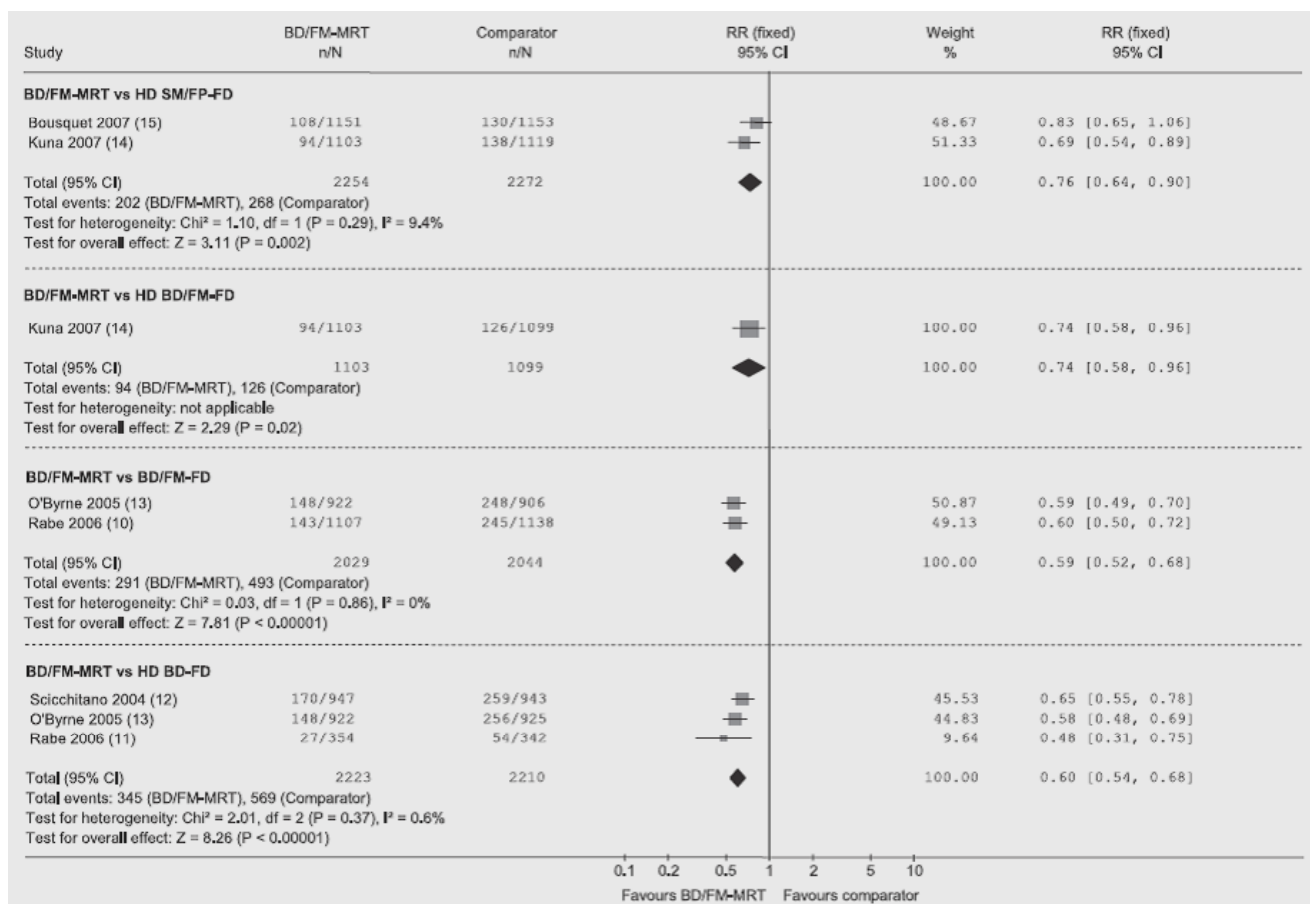 Study BD/FM-MRT n/N Comparator n/N RR (fixed) 95% CI Weight % RR (fixed) 95% CI
BD/FM-MRT vs HD SM/FP-FD
Bousquet 2007 (15) 108/1151 130/1153 48.67 0.83 [0.65, 1.06]
Kuna 2007 (14) 94/1103 138/1119 51.33 0.69 [0.54, 0.89]
Total (95% CI) 2254 2272 100.00 0.76 [0.64, 0.90]
Total events: 202 (BD/FM-MRT), 268 (Comparator)
Test for heterogeneity: Chi² = 1.10, df = 1 (P = 0.29), I² = 9.4%
Test for overall effect: Z = 3.11 (P = 0.002)
BD/FM-MRT vs HD BD/FM-FD
Kuna 2007 (14) 94/1103 126/1099 100.00 0.74 [0.58, 0.96]
Total (95% CI) 1103 1099 100.00 0.74 [0.58, 0.96]
Total events: 94 (BD/FM-MRT), 126 (Comparator)
Test for heterogeneity: not applicable
Test for overall effect: Z = 2.29 (P = 0.02)
BD/FM-MRT vs BD/FM-FD
O'Byrne 2005 (13) 148/922 248/906 50.87 0.59 [0.49, 0.70]
Rabe 2006 (10) 143/1107 245/1138 49.13 0.60 [0.50, 0.72]
Total (95% CI) 2029 2044 100.00 0.59 [0.52, 0.68]
Total events: 291 (BD/FM-MRT), 493 (Comparator)
Test for heterogeneity: Chi² = 0.03, df = 1 (P = 0.86), I² = 0%
Test for overall effect: Z = 7.81 (P < 0.00001)
BD/FM-MRT vs HD BD-FD
Scicchitano 2004 (12) 170/947 259/943 45.53 0.65 [0.55, 0.78]
O'Byrne 2005 (13) 148/922 256/925 44.83 0.58 [0.48, 0.69]
Rabe 2006 (11) 27/354 54/342 9.64 0.48 [0.31, 0.75]
Total (95% CI) 2223 2210 100.00 0.60 [0.54, 0.68]
Total events: 345 (BD/FM-MRT), 569 (Comparator)
Test for heterogeneity: Chi² = 2.01, df = 2 (P = 0.37), I² = 0.6%
Test for overall effect: Z = 8.26 (P < 0.00001)
0.1 0.2 0.5 1 2 5 10
Favours BD/FM-MRT Favours comparator